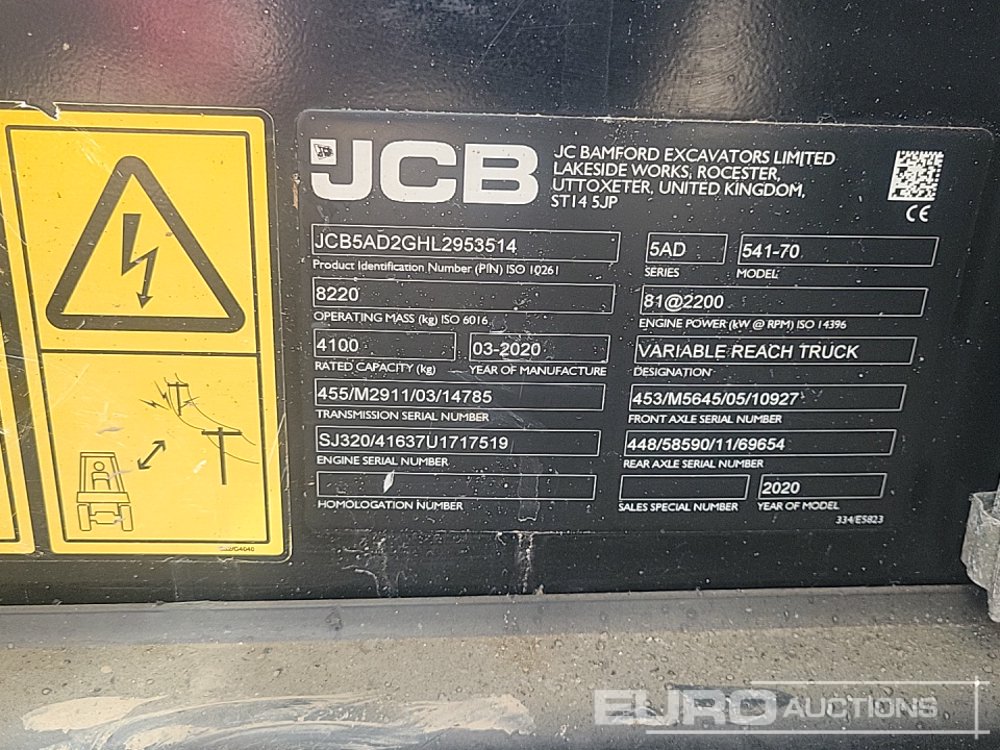 JCB
JC BAMFORD EXCAVATORS LIMITED
LAKESIDE WORKS, ROCESTER,
UTTOXETER, UNITED KINGDOM,
ST14 5JP
CE
JCB5AD2GHL2953514
Product Identification Number (PIN) ISO 10261
5AD
SERIES
541-70
MODEL
8220
OPERATING MASS (kg) ISO 6016
81@2200
ENGINE POWER (kW @ RPM) ISO 14396
4100
RATED CAPACITY (kg)
03-2020
YEAR OF MANUFACTURE
VARIABLE REACH TRUCK
DESIGNATION
455/M2911/03/14785
TRANSMISSION SERIAL NUMBER
453/M5645/05/10927
FRONT AXLE SERIAL NUMBER
SJ320/41637U1717519
ENGINE SERIAL NUMBER
448/58590/11/69654
REAR AXLE SERIAL NUMBER
HOMOLOGATION NUMBER
SALES SPECIAL NUMBER
2020
YEAR OF MODEL
334/E5823
EURO AUCTIONS